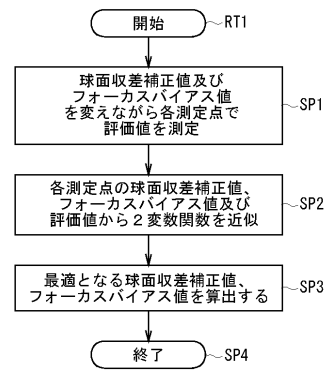 開始
RT1
球面収差補正値及び
フォーカスバイアス値
を変えながら各測定点で
評価値を測定
SP1
各測定点の球面収差補正値、
フォーカスバイアス値及び
評価値から2変数関数を近似
SP2
最適となる球面収差補正値、
フォーカスバイアス値を算出する
SP3
終了
SP4